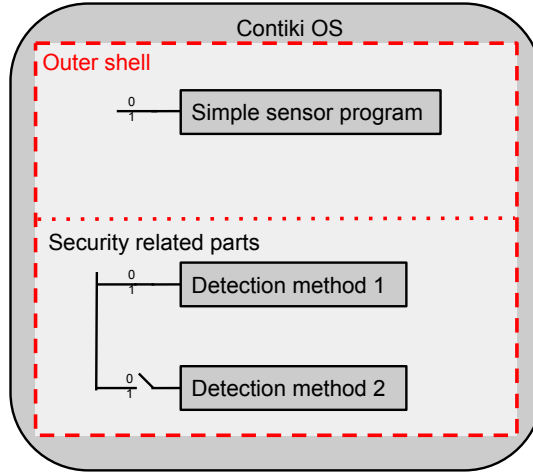 Contiki OS
Outer shell
0
1
Simple sensor program
Security related parts
0
1
Detection method 1
0
1
Detection method 2